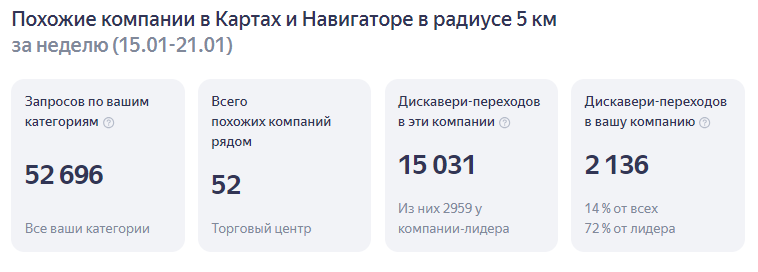 Похожие компании в Картах и Навигаторе в радиусе 5 км
за неделю (15.01-21.01)
Запросов по вашим
категориям
52 696
Все ваши категории
Всего
похожих компаний
рядом
52
Торговый центр
Дискавери-переходов
в эти компании
15 031
Из них 2959 у
компании-лидера
Дискавери-переходов
в вашу компанию
2 136
14 % от всех
72 % от лидера